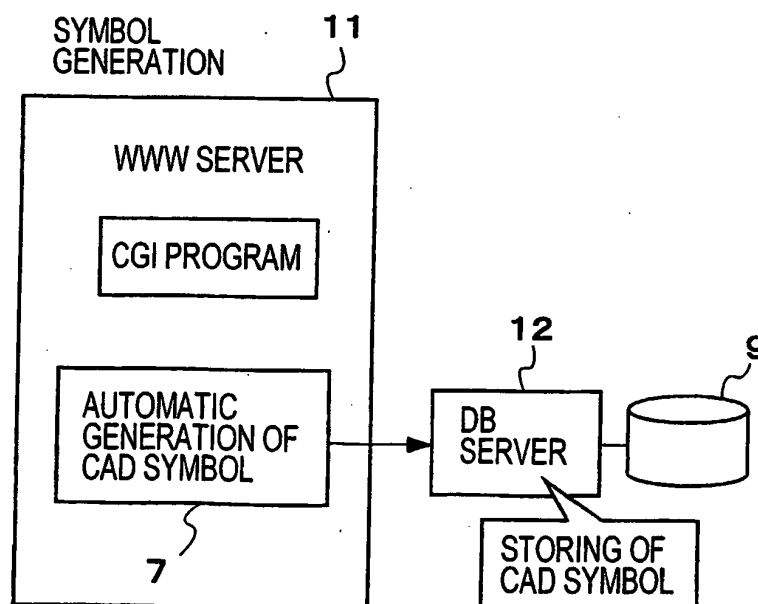 SYMBOL
GENERATION
11
WWW SERVER
CGI PROGRAM
AUTOMATIC
GENERATION OF
CAD SYMBOL
7
12
DB
SERVER
9
STORING OF
CAD SYMBOL